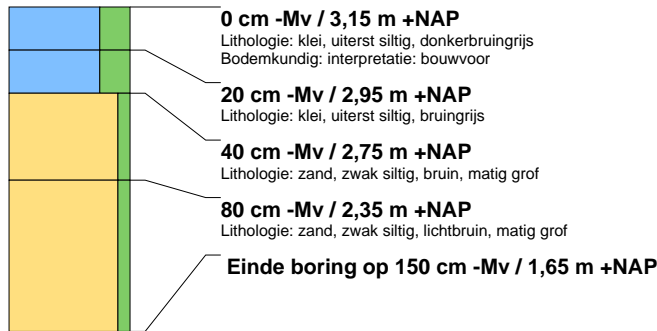 0 cm -Mv / 3,15 m +NAP
Lithologie: klei, uiterst siltig, donkerbruingrijs
Bodemkundig: interpretatie: bouwvoor
20 cm -Mv / 2,95 m +NAP
Lithologie: klei, uiterst siltig, bruingrijs
40 cm -Mv / 2,75 m +NAP
Lithologie: zand, zwak siltig, bruin, matig grof
80 cm -Mv / 2,35 m +NAP
Lithologie: zand, zwak siltig, lichtbruin, matig grof
Einde boring op 150 cm -Mv / 1,65 m +NAP